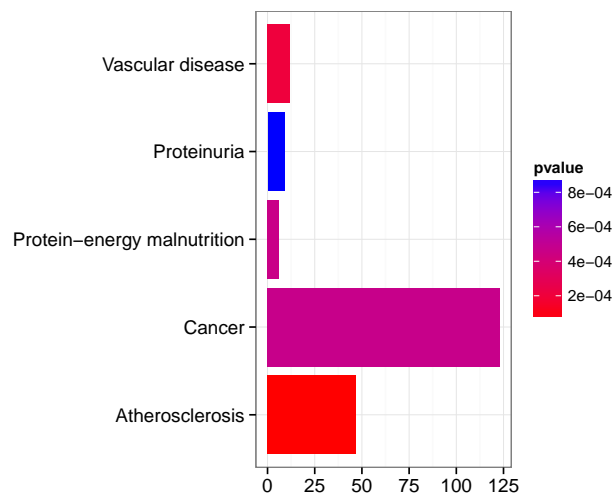 Vascular disease
Proteinuria
Protein−energy malnutrition
Cancer
Atherosclerosis
0 25 50 75 100 125
pvalue
8e−04
6e−04
4e−04
2e−04